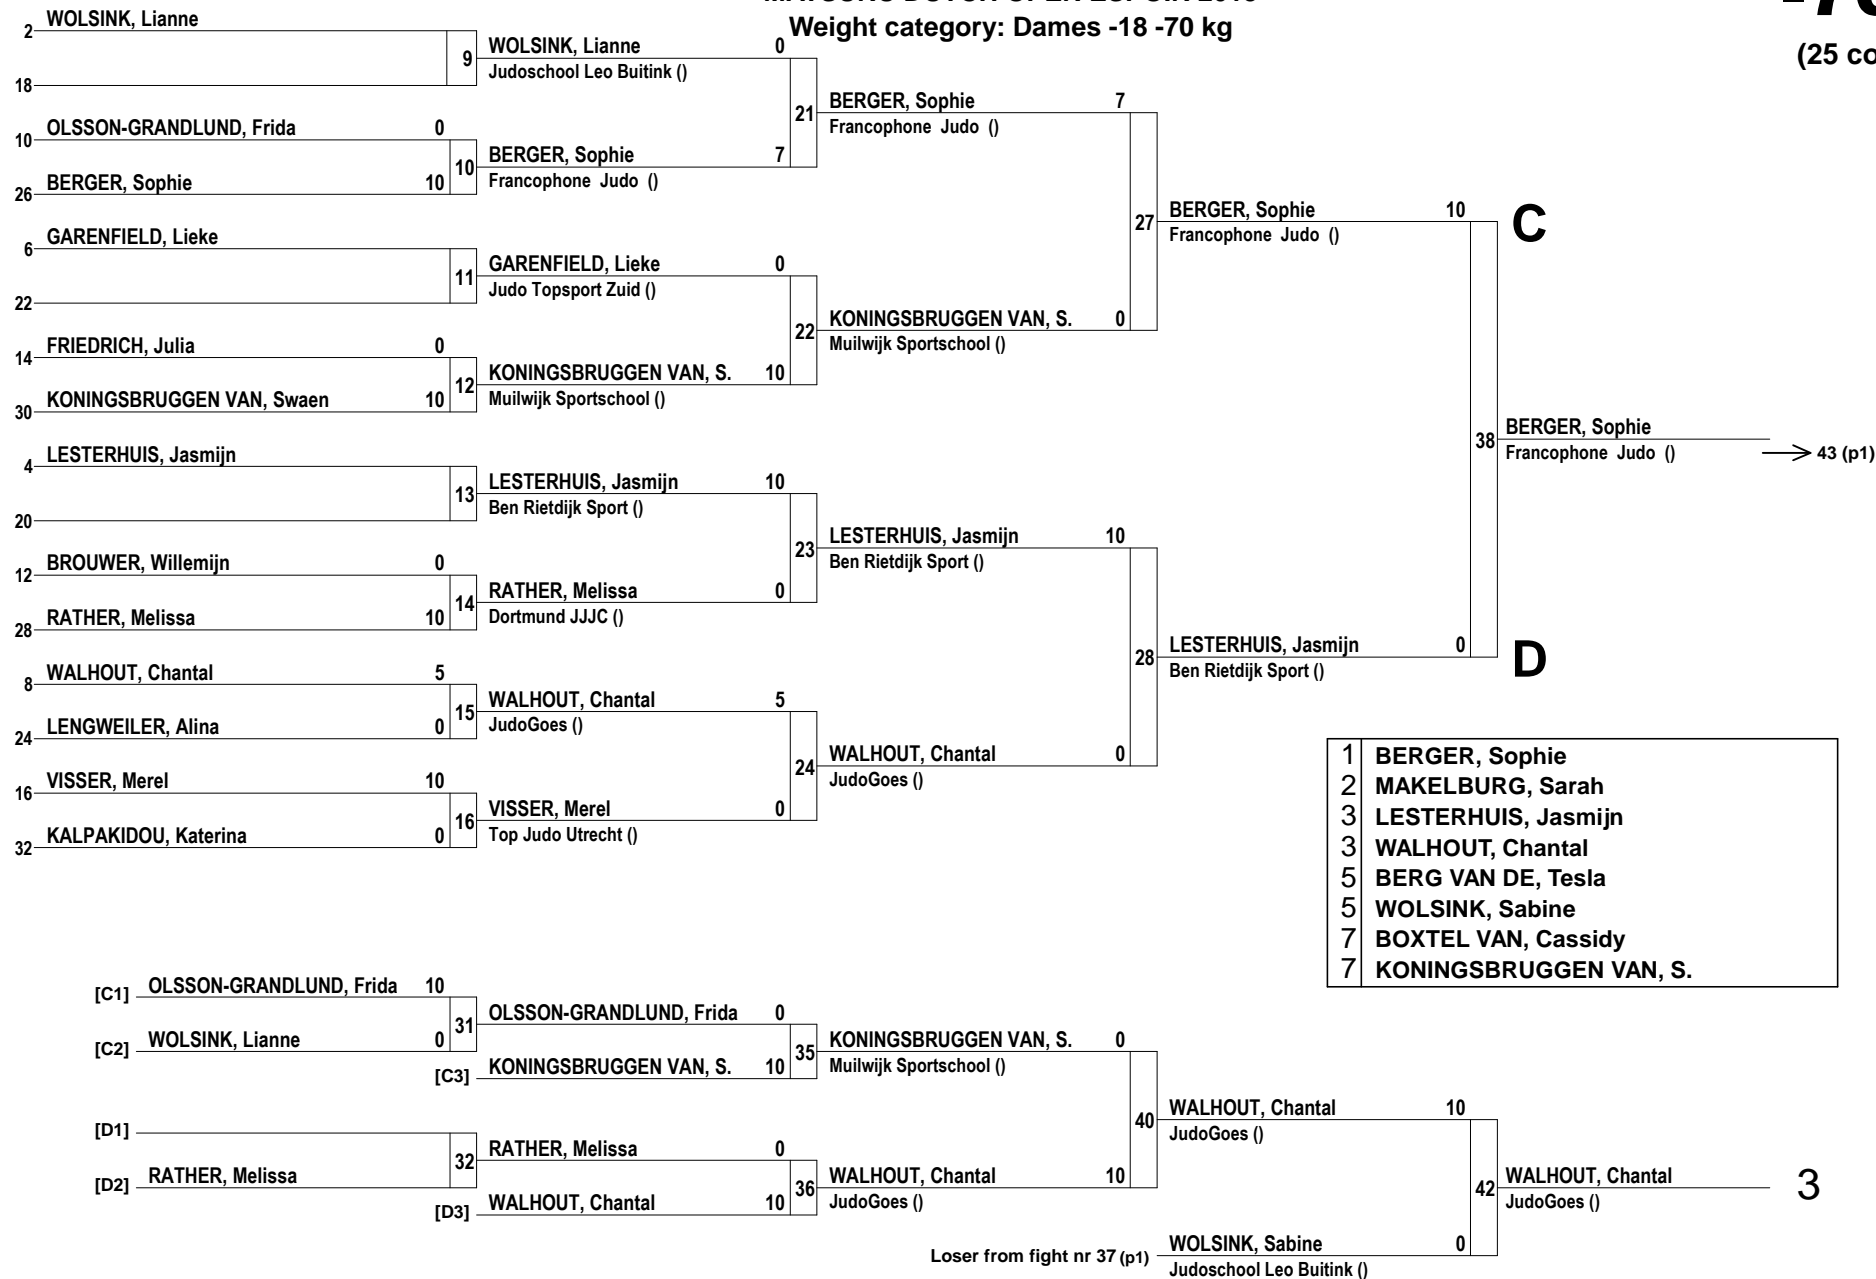 Weight category: Dames -18 -70 kg
(25 co
2 WOLSINK, Lianne
18
9
WOLSINK, Lianne 0
Judoschool Leo Buitink ()
10 OLSSON-GRANDLUND, Frida 0
26 BERGER, Sophie 10
10
BERGER, Sophie 7
Francophone Judo ()
21
BERGER, Sophie 7
Francophone Judo ()
6 GARENFIELD, Lieke
22
11
GARENFIELD, Lieke 0
Judo Topsport Zuid ()
14 FRIEDRICH, Julia 0
30 KONINGSBRUGGEN VAN, Swaen 10
12
KONINGSBRUGGEN VAN, S. 10
Muilwijk Sportschool ()
22
KONINGSBRUGGEN VAN, S. 0
Muilwijk Sportschool ()
27
BERGER, Sophie 10
Francophone Judo ()
C
4 LESTERHUIS, Jasmijn
20
13
LESTERHUIS, Jasmijn 10
Ben Rietdijk Sport ()
12 BROUWER, Willemijn 0
28 RATHER, Melissa 10
14
RATHER, Melissa 0
Dortmund JJJC ()
23
LESTERHUIS, Jasmijn 10
Ben Rietdijk Sport ()
8 WALHOUT, Chantal 5
24 LENGWEILER, Alina 0
15
WALHOUT, Chantal 5
JudoGoes ()
16 VISSER, Merel 10
32 KALPAKIDOU, Katerina 0
16
VISSER, Merel 0
Top Judo Utrecht ()
24
WALHOUT, Chantal 0
JudoGoes ()
28
LESTERHUIS, Jasmijn 0
Ben Rietdijk Sport ()
D
38
BERGER, Sophie
Francophone Judo ()
43 (p1)
1 BERGER, Sophie
2 MAKELBURG, Sarah
3 LESTERHUIS, Jasmijn
3 WALHOUT, Chantal
5 BERG VAN DE, Tesla
5 WOLSINK, Sabine
7 BOXTEL VAN, Cassidy
7 KONINGSBRUGGEN VAN, S.
[C1] OLSSON-GRANDLUND, Frida 10
[C2] WOLSINK, Lianne 0
31
OLSSON-GRANDLUND, Frida 0
[C3] KONINGSBRUGGEN VAN, S. 10
35
KONINGSBRUGGEN VAN, S. 0
Muilwijk Sportschool ()
[D1]
[D2] RATHER, Melissa
32
RATHER, Melissa 0
[D3] WALHOUT, Chantal 10
36
WALHOUT, Chantal 10
JudoGoes ()
40
WALHOUT, Chantal 10
JudoGoes ()
Loser from fight nr 37 (p1)
WOLSINK, Sabine 0
Judoschool Leo Buitink ()
42
WALHOUT, Chantal
JudoGoes ()
3